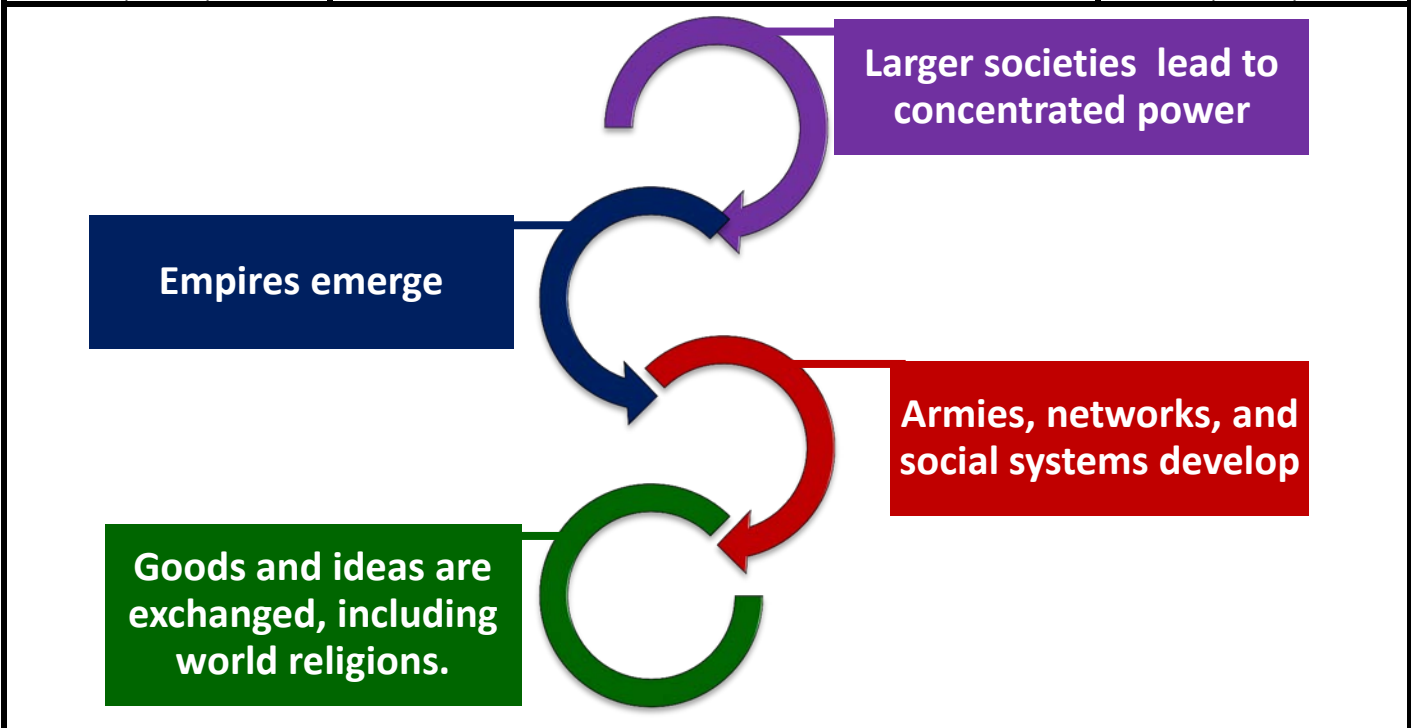 Larger societies  lead to
concentrated power
Empires emerge
Armies, networks, and
social systems develop
Goods and ideas are
exchanged, including
world religions.